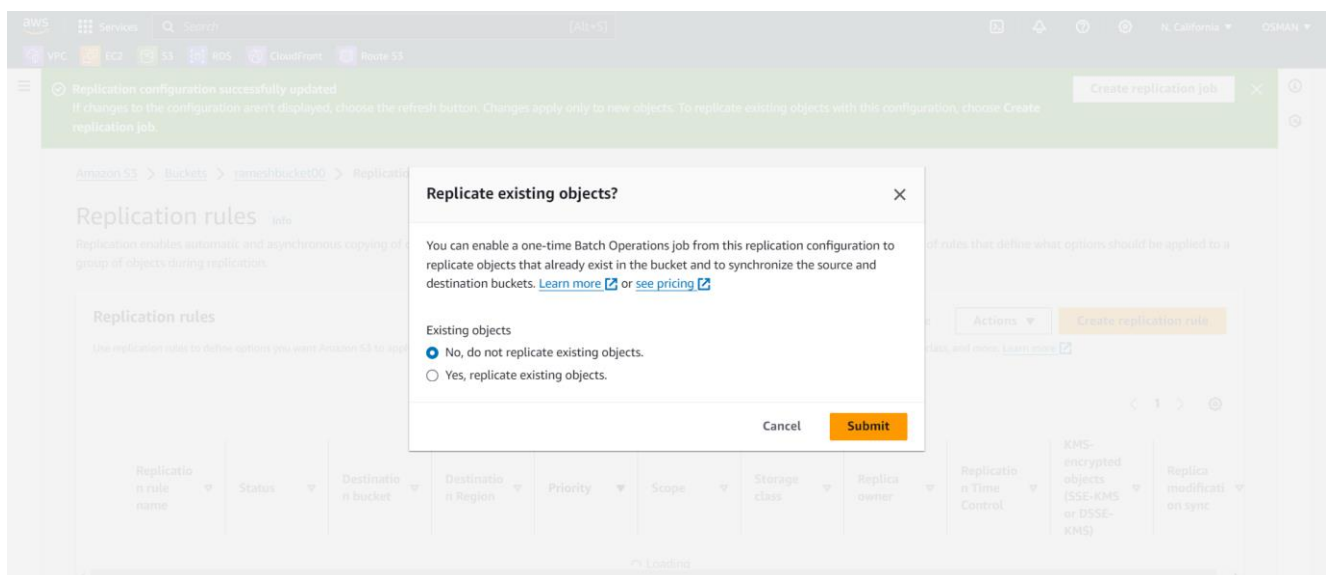 aws Services Search [Alt+S] N. California OSMAN
VPC EC2 S3 RDS CloudFront Route 53
Replication configuration successfully updated
Create replication job
If changes to the configuration aren't displayed, choose the refresh button. Changes apply only to new objects. To replicate existing objects with this configuration, choose Create
replication job.
Amazon S3 > Buckets > rameshbucket00 > Replicatio
Replication rules Info
Replication enables automatic and asynchronous copying of
of rules that define what options should be applied to a
group of objects during replication.
Replicate existing objects?
You can enable a one-time Batch Operations job from this replication configuration to
replicate objects that already exist in the bucket and to synchronize the source and
destination buckets. Learn more or see pricing
Existing objects
No, do not replicate existing objects.
Yes, replicate existing objects.
Cancel Submit
Replication rules
Actions Create replication rule
Use replication rules to define options you want Amazon S3 to appl
class, and more. Learn more
1
Replicatio
n rule
name
Status
Destinatio
n bucket
Destinatio
n Region
Priority
Scope
Storage
class
Replica
owner
Replicatio
n Time
Control
KMS-
encrypted
objects
(SSE-KMS
or DSSE-
KMS)
Replica
modificati
on sync
Loading